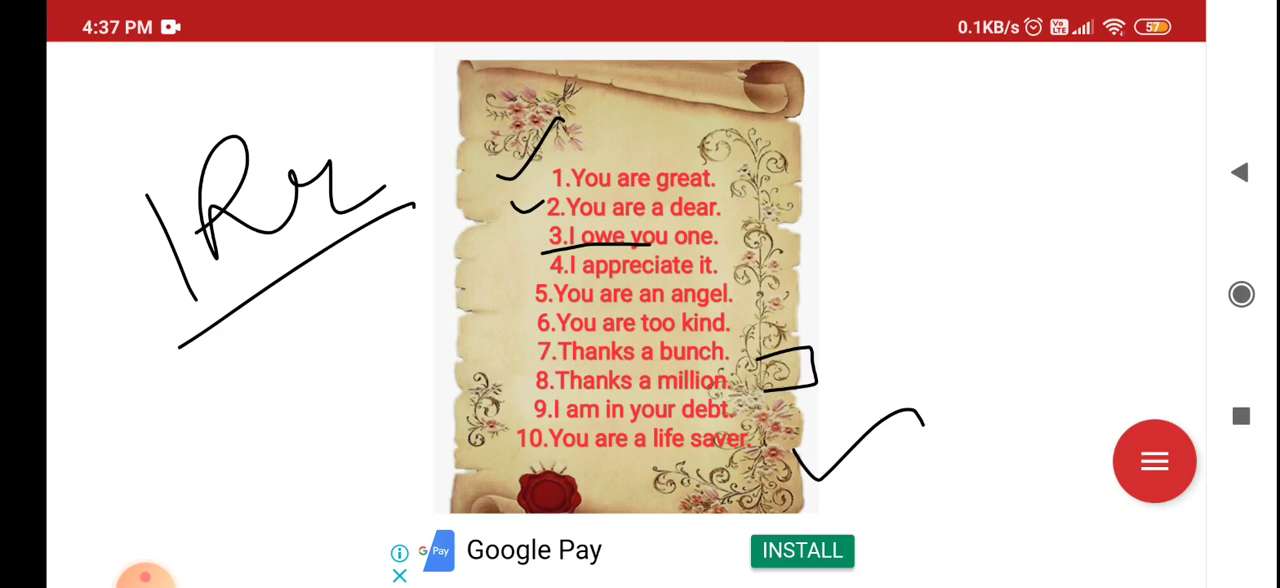 4:37 PM
0.1KB/s 57
1.You are great.
2.You are a dear.
3.I owe you one.
4.I appreciate it.
5.You are an angel.
6.You are too kind.
7.Thanks a bunch.
8.Thanks a million.
9.I am in your debt.
10.You are a life saver.
G Pay Google Pay INSTALL